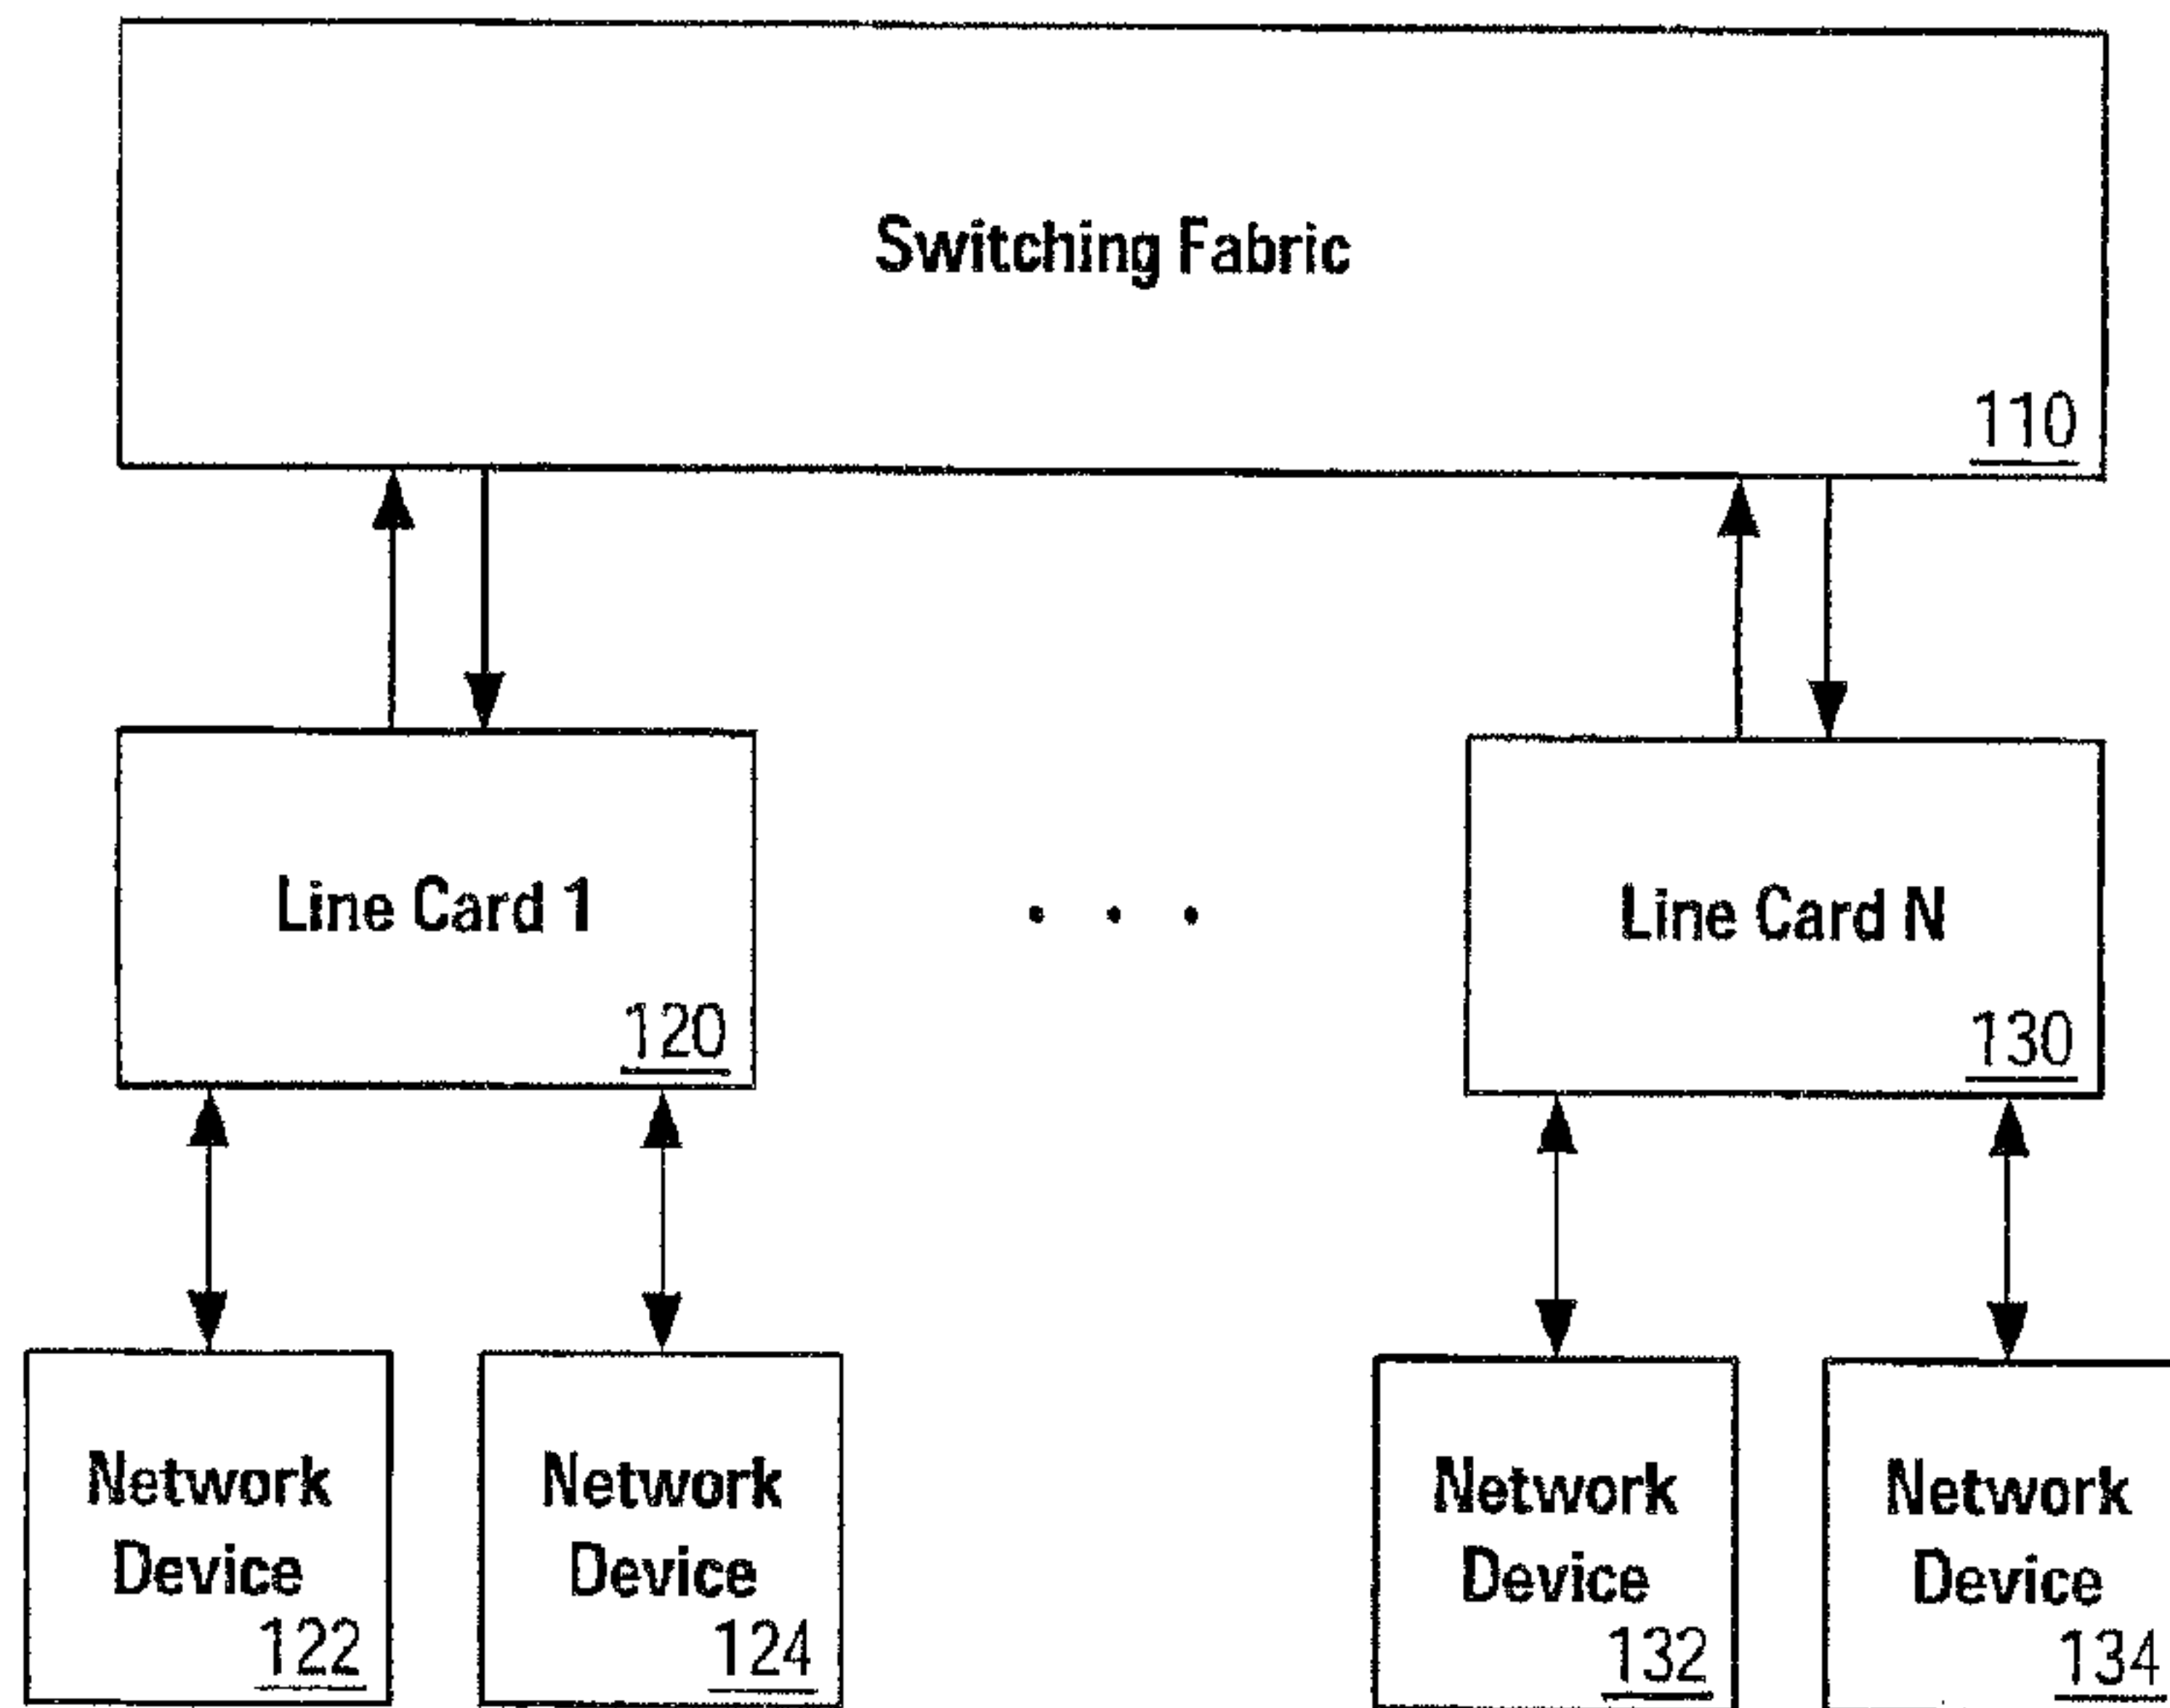 Switching Fabric
110
Line Card 1
120
. . .
Line Card N
130
Network
Device
122
Network
Device
124
Network
Device
132
Network
Device
134